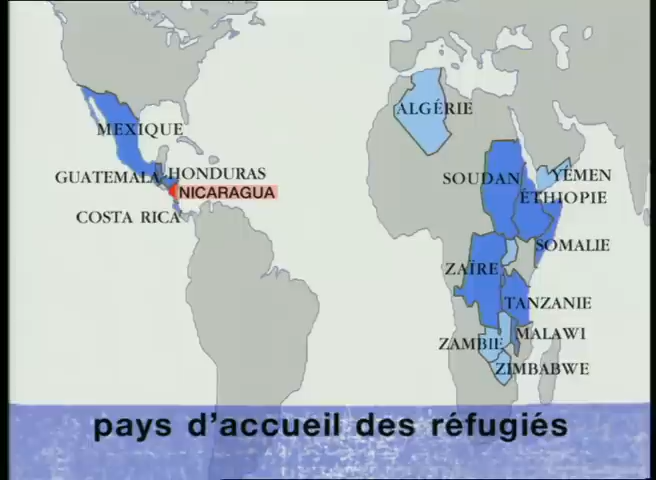 ALGÉRIE
MEXIQUE
GUATEMALA
HONDURAS
SOUDAN
YÉMEN
NICARAGUA
ÉTHIOPIE
COSTA RICA
SOMALIE
ZAÏRE
TANZANIE
ZAMBIE
MALAWI
ZIMBABWE
pays d'accueil des réfugiés